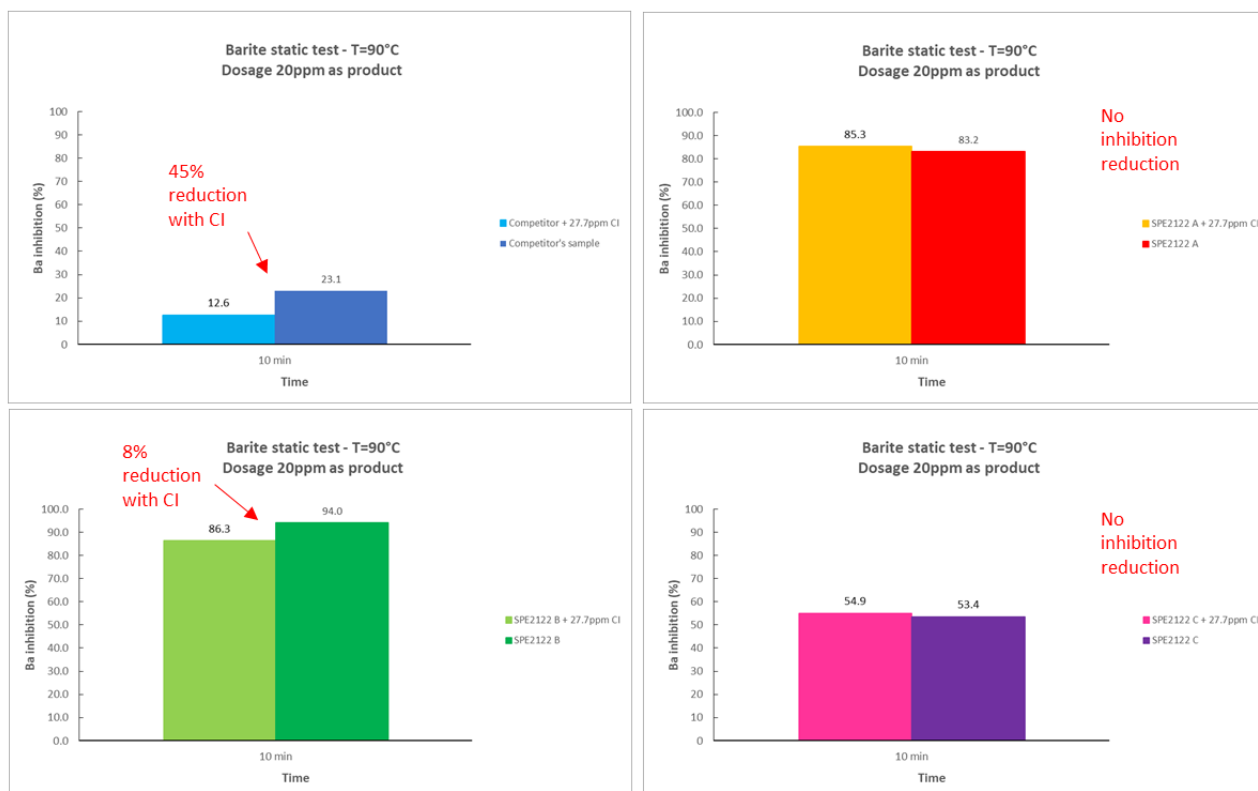 Barite static test - T=90°C
Dosage 20ppm as product
45%
reduction
with CI
Ba inhibition (%)
100
90
80
70
60
50
40
30
20
10
0
12.6
23.1
10 min
Time
Competitor + 27.7ppm CI
Competitor's sample
Barite static test - T=90°C
Dosage 20ppm as product
No
inhibition
reduction
Ba inhibition (%)
100.0
90.0
80.0
70.0
60.0
50.0
40.0
30.0
20.0
10.0
0.0
85.3
83.2
10 min
Time
SPE2122 A + 27.7ppm CI
SPE2122 A
8%
reduction
with CI
Barite static test - T=90°C
Dosage 20ppm as product
Ba inhibition (%)
100.0
90.0
80.0
70.0
60.0
50.0
40.0
30.0
20.0
10.0
0.0
86.3
94.0
10 min
Time
SPE2122 B + 27.7ppm CI
SPE2122 B
Barite static test - T=90°C
Dosage 20ppm as product
No
inhibition
reduction
Ba inhibition (%)
100
90
80
70
60
50
40
30
20
10
0
54.9
53.4
10 min
Time
SPE2122 C + 27.7ppm CI
SPE2122 C